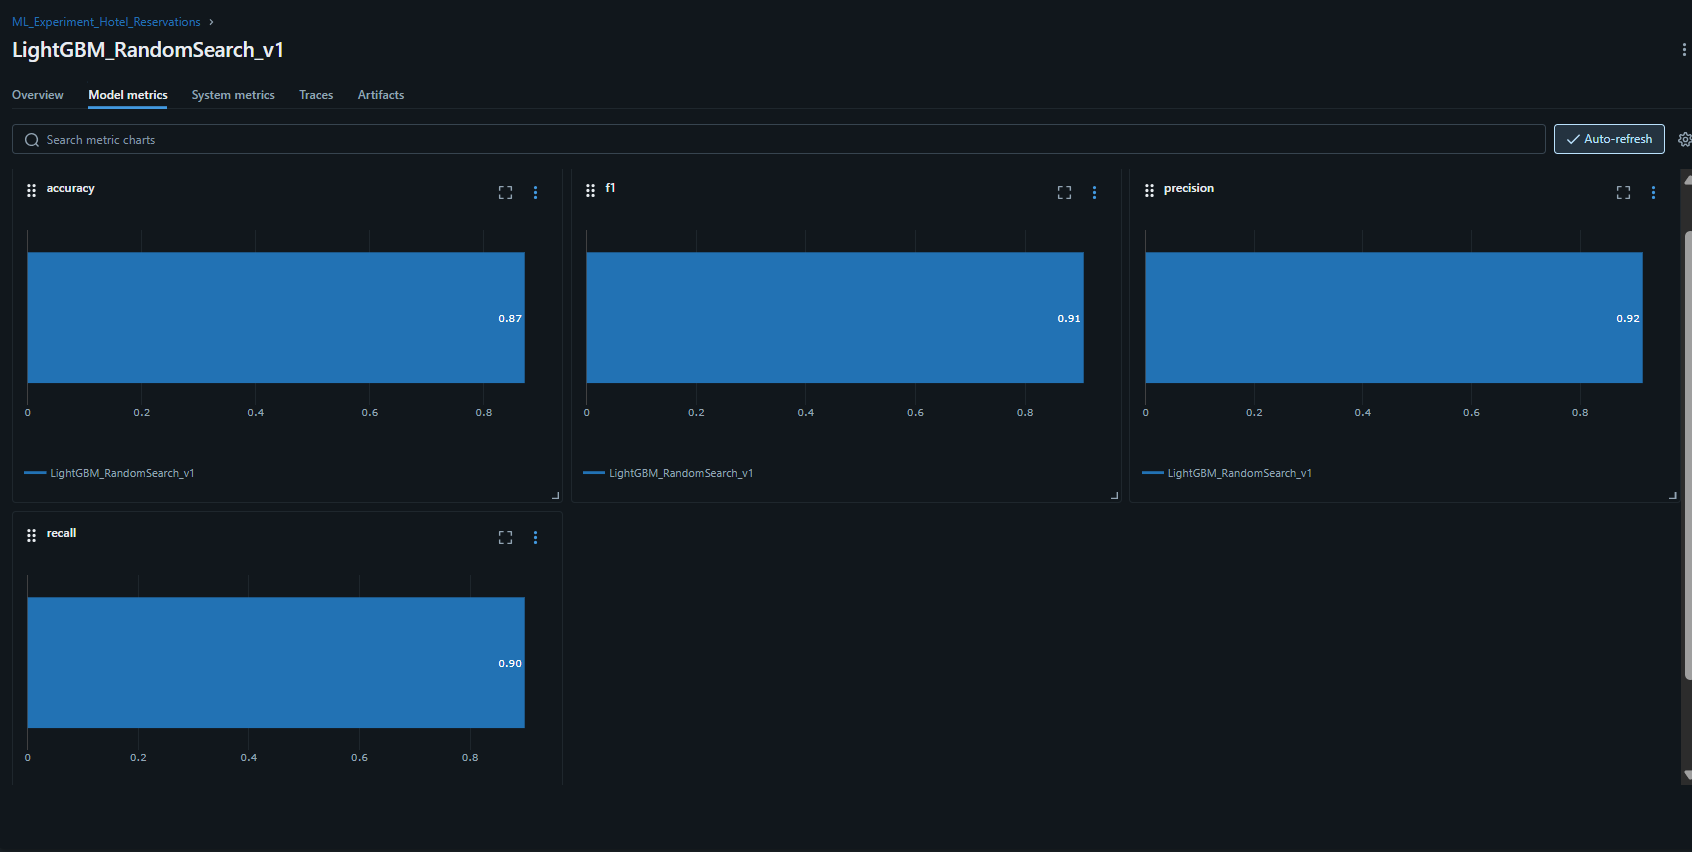 ML_Experiment_Hotel_Reservations
LightGBM_RandomSearch_v1
Overview Model metrics System metrics Traces Artifacts
Search metric charts Auto-refresh
accuracy
0.87
0 0.2 0.4 0.6 0.8
LightGBM_RandomSearch_v1
f1
0.91
0 0.2 0.4 0.6 0.8
LightGBM_RandomSearch_v1
precision
0.92
0 0.2 0.4 0.6 0.8
LightGBM_RandomSearch_v1
recall
0.90
0 0.2 0.4 0.6 0.8